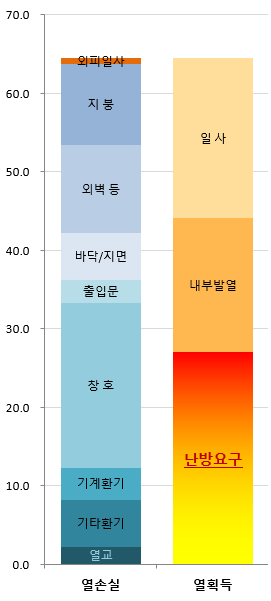 70.0
60.0
50.0
40.0
30.0
20.0
10.0
0.0
외피일사
지 붕
외벽 등
바닥/지면
출입문
창 호
기계환기
기타환기
열교
일 사
내부발열
난방요구
열손실
열획득